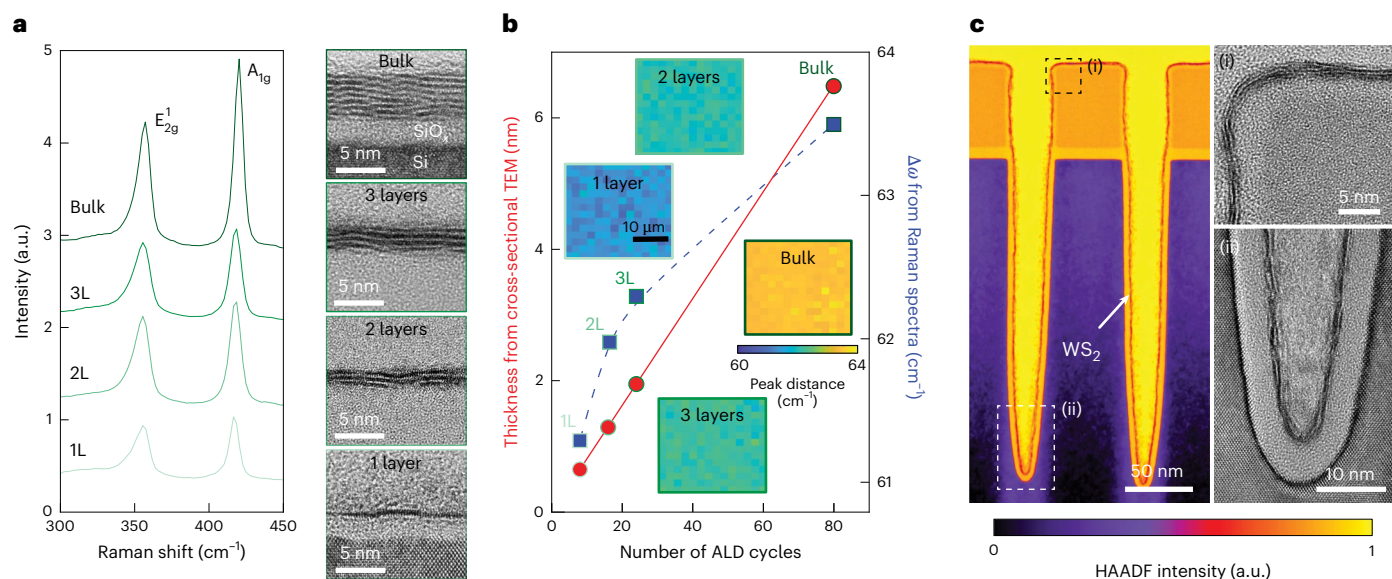 a
Intensity (a.u.)
5
4
3
2
1
0
E¹2g
A1g
Bulk
3L
2L
1L
300
350
400
450
Raman shift (cm⁻¹)
Bulk
SiOx
5 nm
Si
3 layers
5 nm
2 layers
5 nm
1 layer
5 nm
b
Thickness from cross-sectional TEM (nm)
6
4
2
0
64
63
62
61
Δω from Raman spectra (cm⁻¹)
2 layers
Bulk
1 layer
10 μm
Bulk
3L
2L
1L
60
64
Peak distance
(cm⁻¹)
3 layers
0
20
40
60
80
Number of ALD cycles
c
(i)
WS₂
(ii)
50 nm
(i)
5 nm
(ii)
10 nm
0
1
HAADF intensity (a.u.)